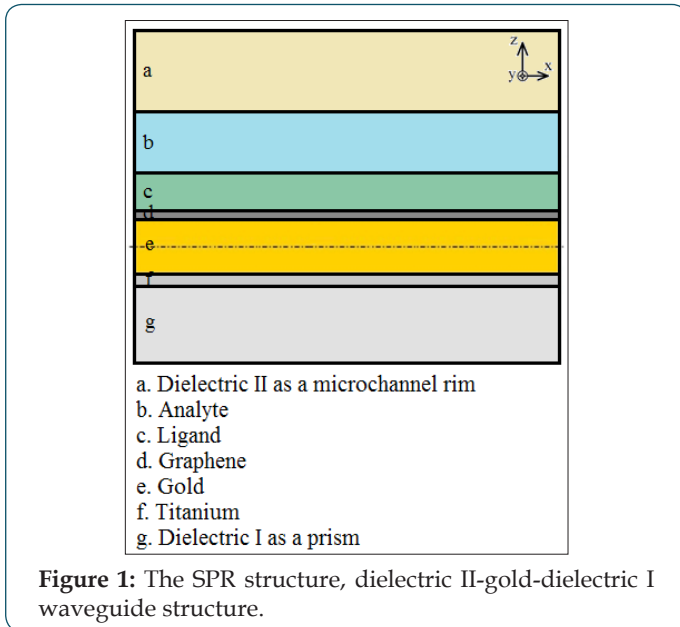 z
x
y
a
b
c
d
e
f
g
a. Dielectric II as a microchannel rim
b. Analyte
c. Ligand
d. Graphene
e. Gold
f. Titanium
g. Dielectric I as a prism
Figure 1: The SPR structure, dielectric II-gold-dielectric I
waveguide structure.